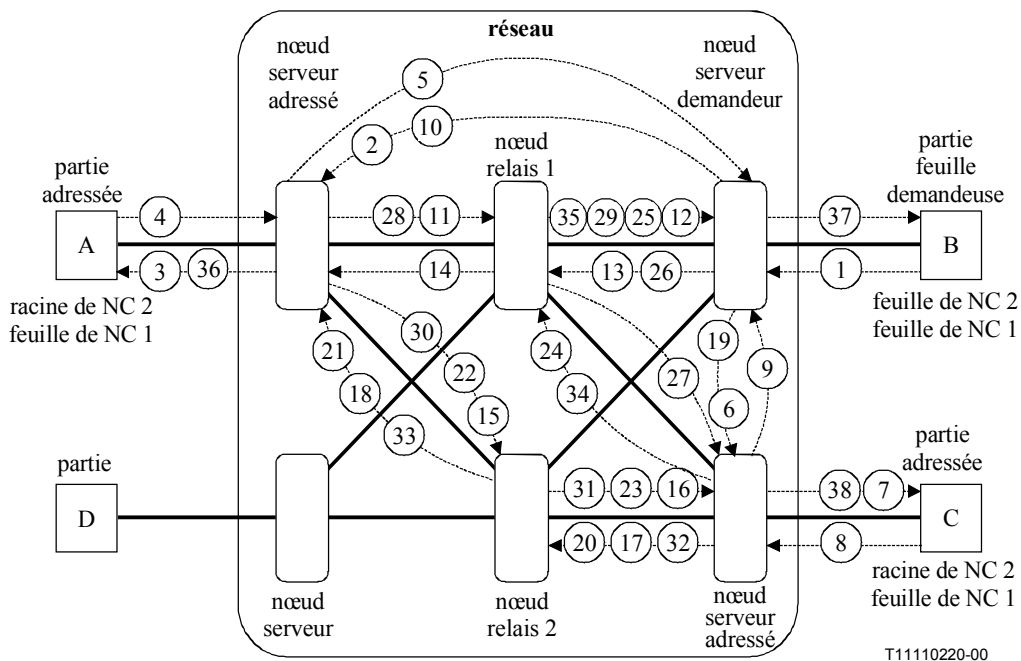 réseau
nœud
serveur
adressé
nœud
serveur
demandeur
5
2
10
nœud
relais 1
partie
adressée
partie
feuille
demandeuse
4
28
11
35
29
25
12
37
A
B
3
36
14
13
26
1
racine de NC 2
feuille de NC 1
feuille de NC 2
feuille de NC 1
30
21
22
18
15
33
24
34
27
19
9
6
partie
partie
adressée
D
31
23
16
38
7
C
20
17
32
8
racine de NC 2
feuille de NC 1
nœud
serveur
nœud
relais 2
nœud
serveur
adressé
T11110220-00